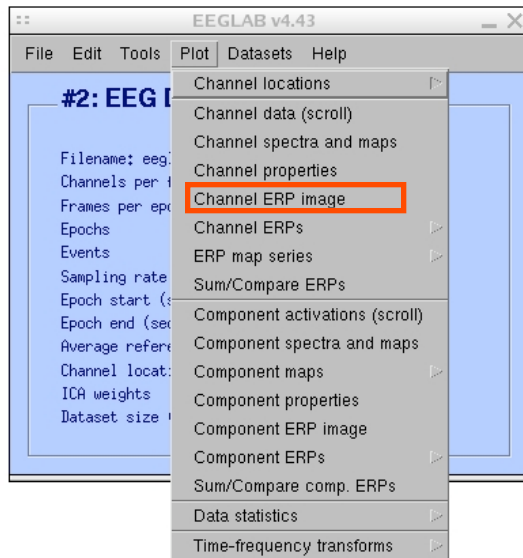 EEGLAB v4.43
File Edit Tools Plot Datasets Help
#2: EEG
Filename: eegl
Channels per
Frames per epo
Epochs
Events
Sampling rate
Epoch start (s
Epoch end (sec
Average refere
Channel locat
ICA weights
Dataset size
Channel locations
Channel data (scroll)
Channel spectra and maps
Channel properties
Channel ERP image
Channel ERPs
ERP map series
Sum/Compare ERPs
Component activations (scroll)
Component spectra and maps
Component maps
Component properties
Component ERP image
Component ERPs
Sum/Compare comp. ERPs
Data statistics
Time-frequency transforms